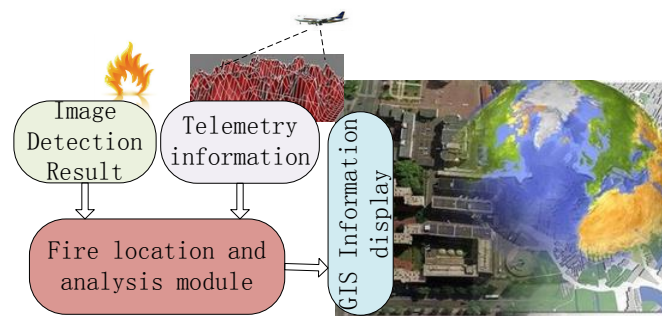 Image
Detection
Result
Telemetry
information
Fire location and
analysis module
GIS Information
display